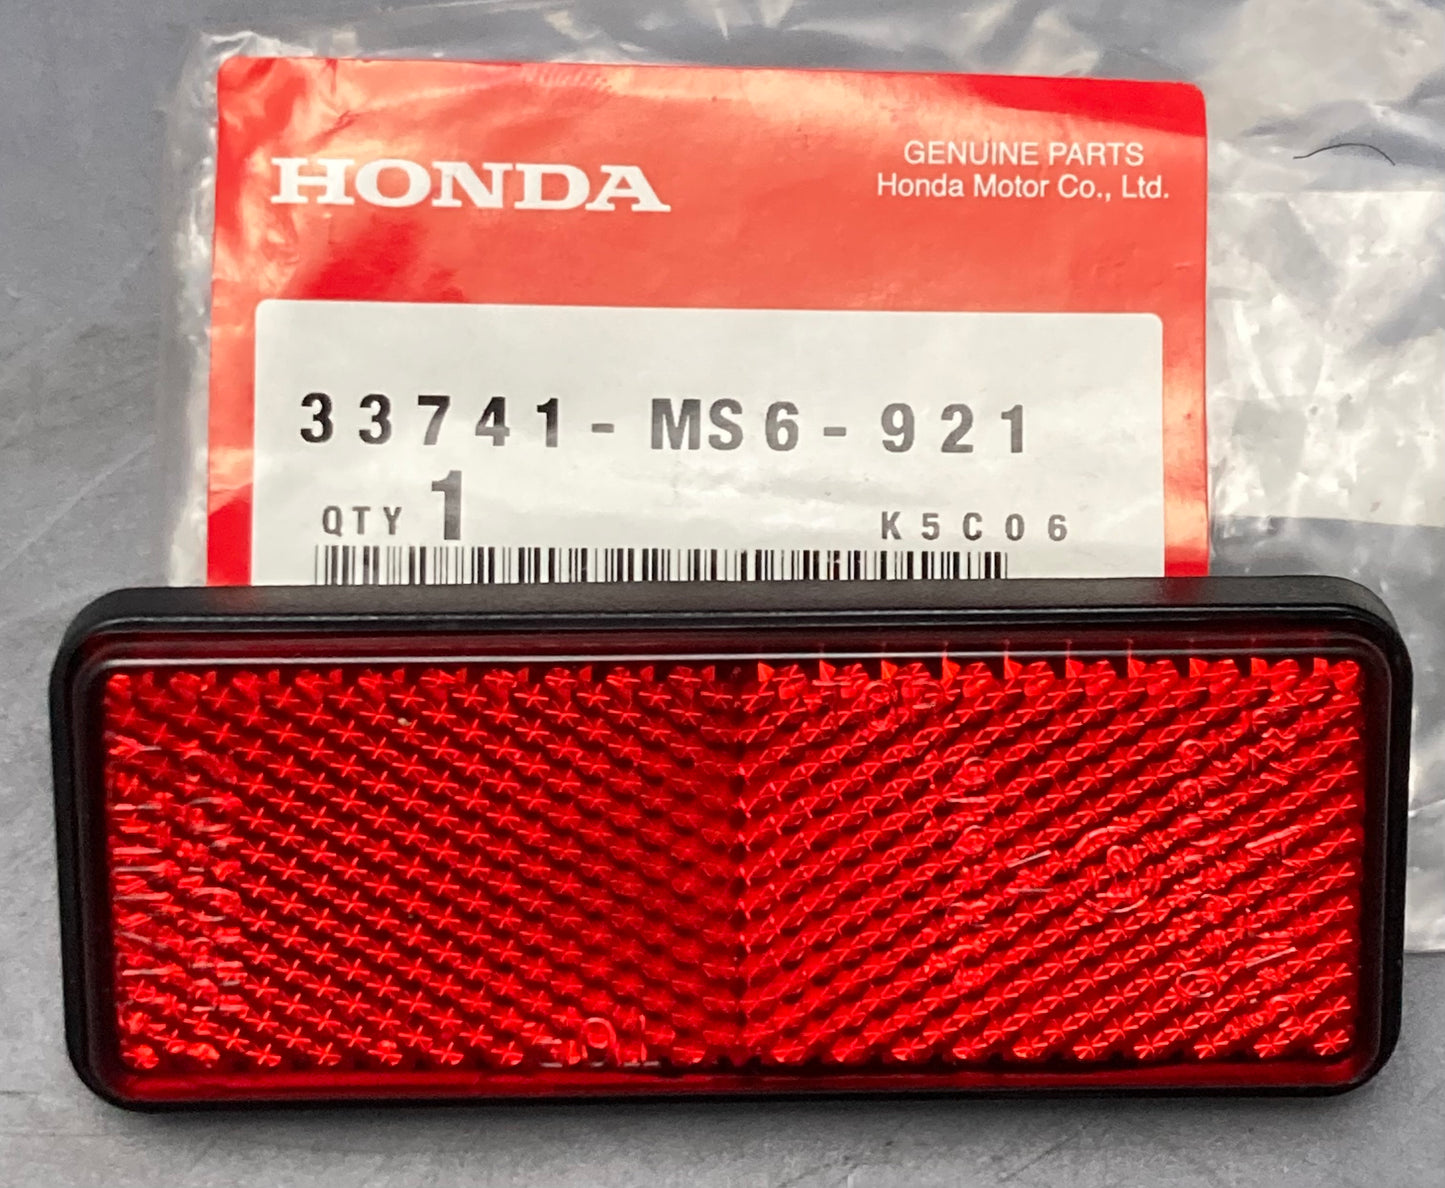 HONDA
GENUINE PARTS
Honda Motor Co., Ltd.
33741-MS6-921
QTY 1
K5C06